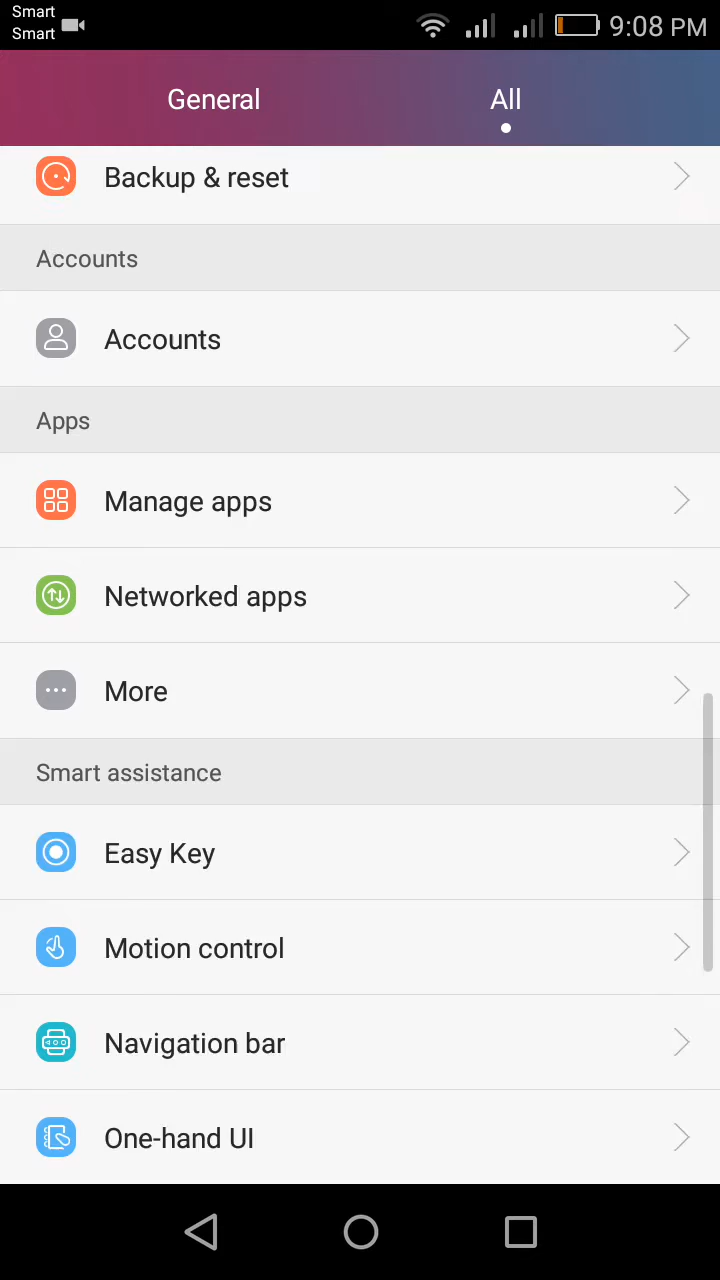 Smart
Smart
9:08 PM
General
All
Backup & reset
Accounts
Accounts
Apps
Manage apps
Networked apps
More
Smart assistance
Easy Key
Motion control
Navigation bar
One-hand UI